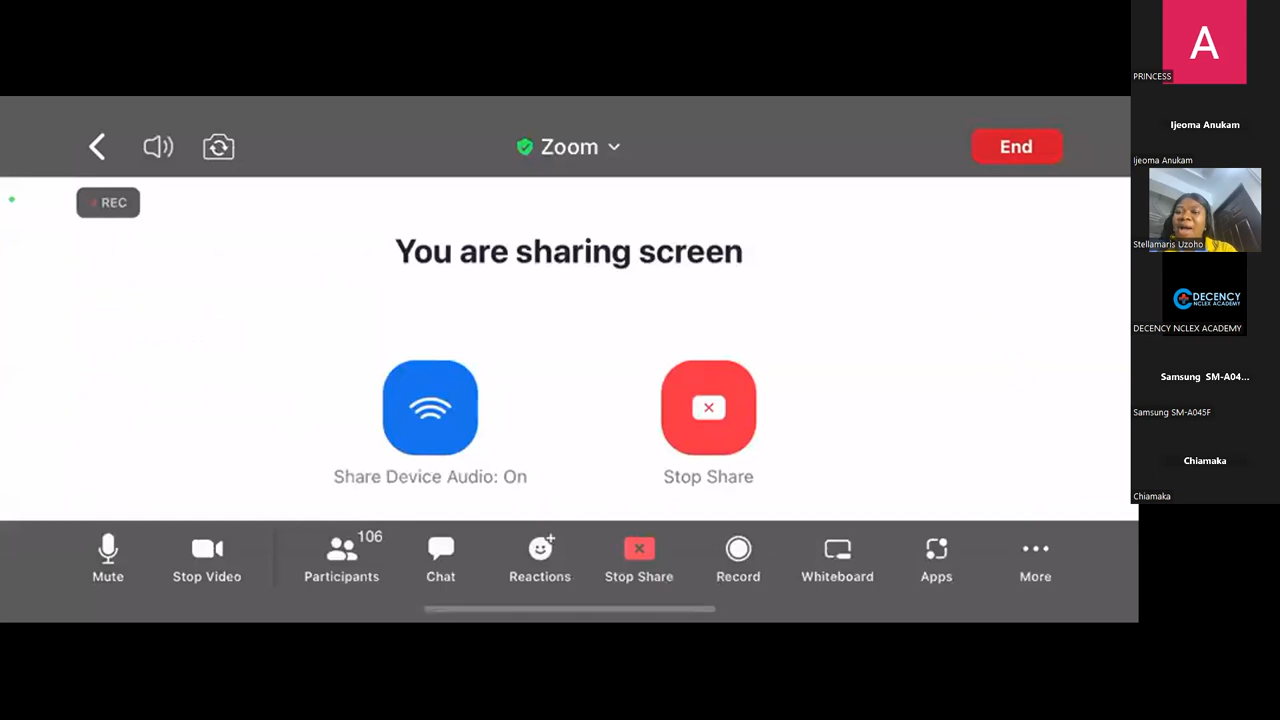 A
PRINCESS
Zoom
End
Ijeoma Anukam
Ijeoma Anukam
REC
You are sharing screen
Stellamaris Uzoho
DECENCY
NCLEX ACADEMY
DECENCY NCLEX ACADEMY
Samsung SM-A04...
Samsung SM-A045F
Share Device Audio: On
Stop Share
Chiamaka
Chiamaka
106
Mute
Stop Video
Participants
Chat
Reactions
Stop Share
Record
Whiteboard
Apps
More